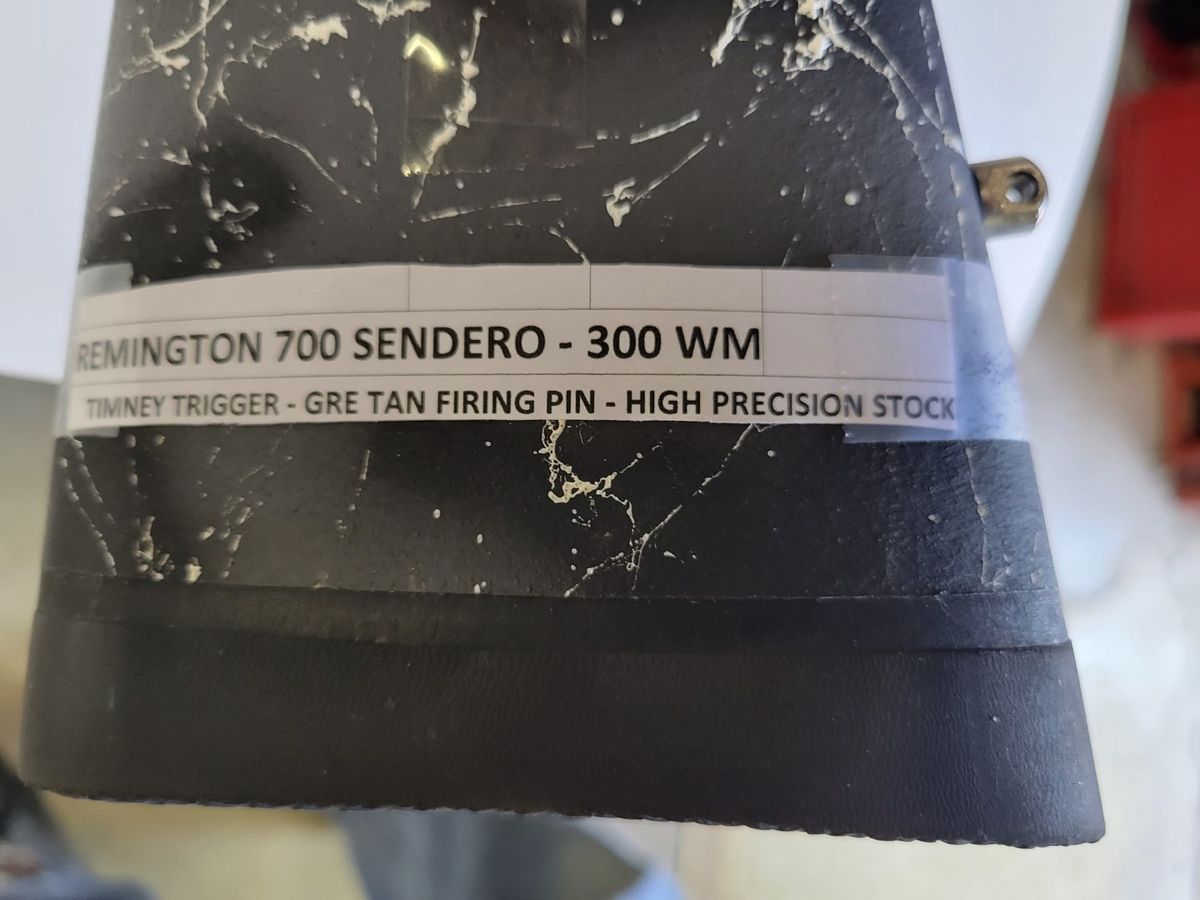 REMINGTON 700 SENDERO - 300 WM
TIMNEY TRIGGER - GRE TAN FIRING PIN - HIGH PRECISION STOCK